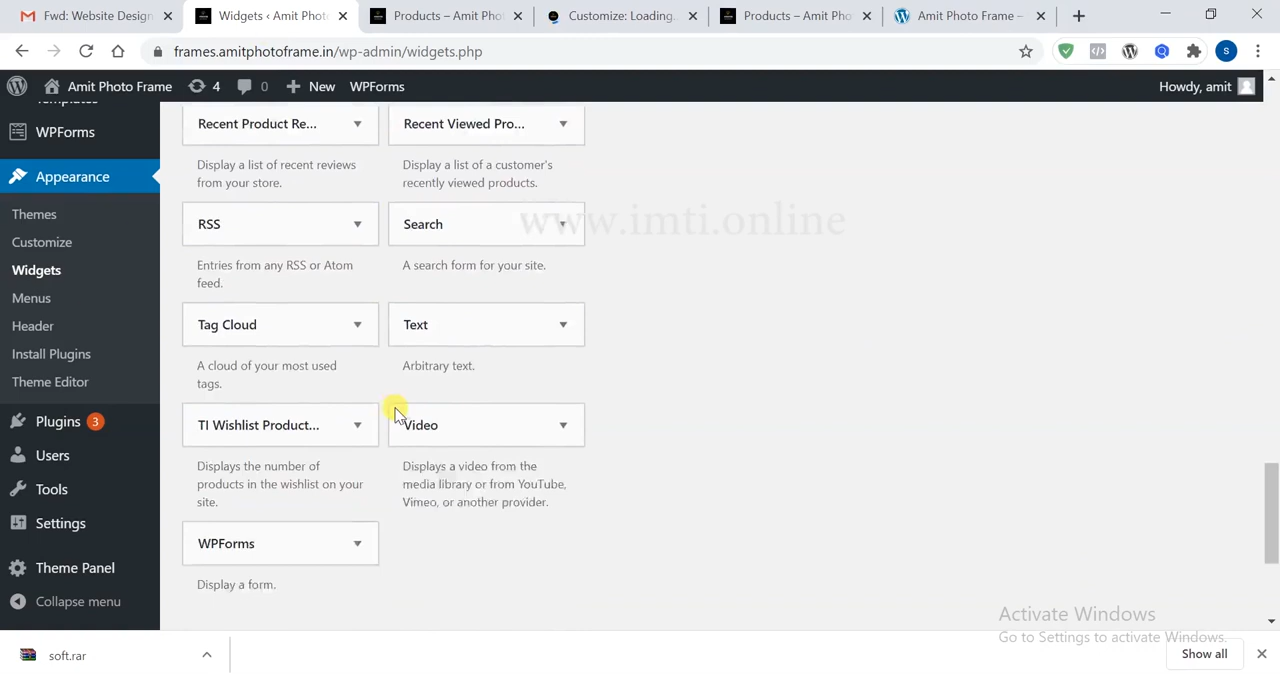 Fwd: Website Design
Widgets ‹ Amit Photo
Products – Amit Pho
Customize: Loading...
Products – Amit Pho
Amit Photo Frame –
frames.amitphotoframe.in/wp-admin/widgets.php
S
Amit Photo Frame
4
0
New
WPForms
Howdy, amit
Templates
WPForms
Appearance
Themes
Customize
Widgets
Menus
Header
Install Plugins
Theme Editor
Plugins 3
Users
Tools
Settings
Theme Panel
Collapse menu
Recent Product Re...
Display a list of recent reviews
from your store.
Recent Viewed Pro...
Display a list of a customer's
recently viewed products.
www.imti.online
RSS
Entries from any RSS or Atom
feed.
Search
A search form for your site.
Tag Cloud
A cloud of your most used
tags.
Text
Arbitrary text.
TI Wishlist Product...
Displays the number of
products in the wishlist on your
site.
Video
Displays a video from the
media library or from YouTube,
Vimeo, or another provider.
WPForms
Display a form.
Activate Windows
Go to Settings to activate Windows.
soft.rar
Show all